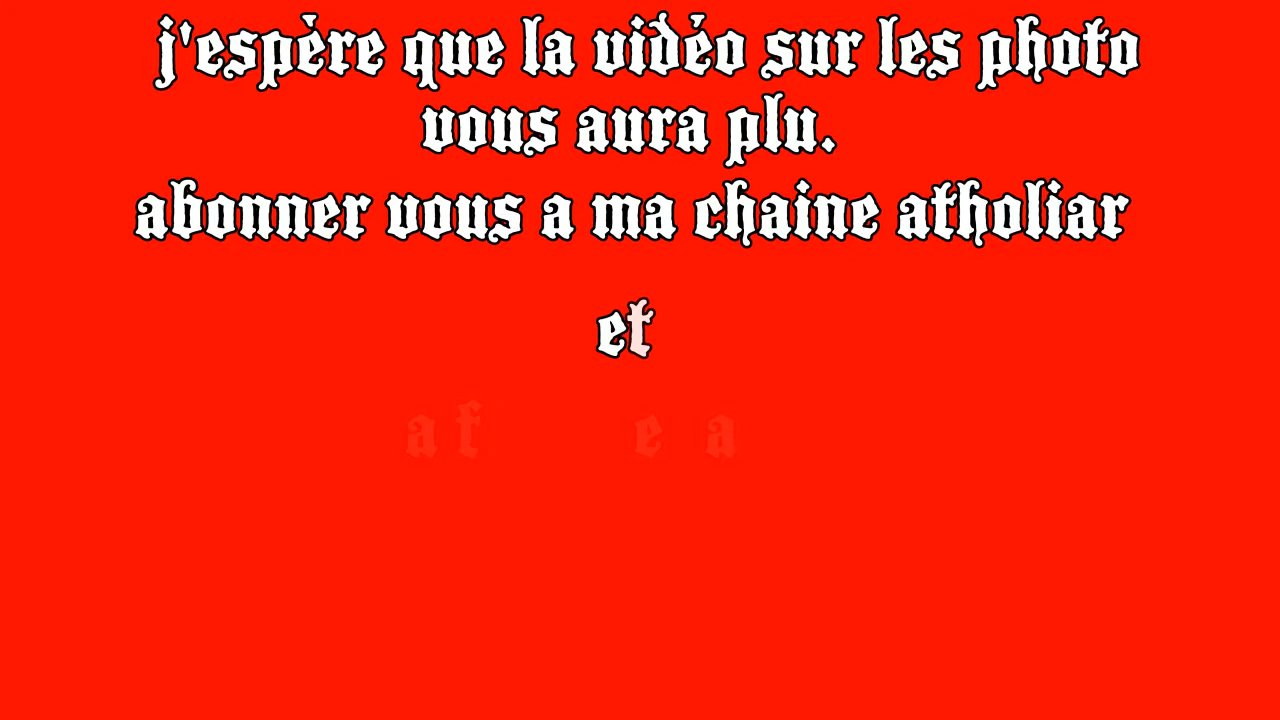 j'espère que la vidéo sur les photo
vous aura plu.
abonner vous a ma chaine atholiar
et